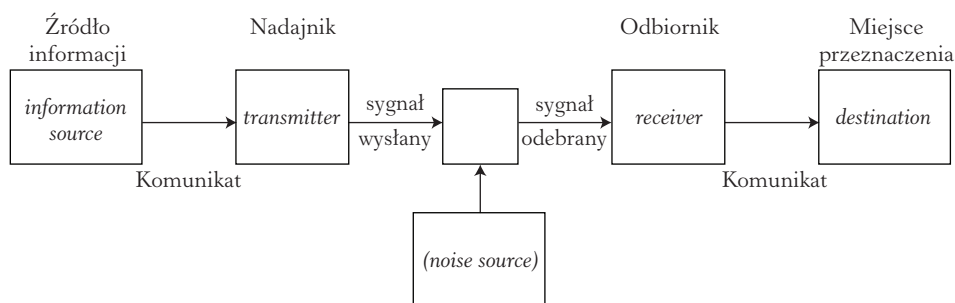 Źródło
informacji
Nadajnik
Odbiornik
Miejsce
przeznaczenia
information
source
transmitter
sygnał
wysłany
sygnał
odebrany
receiver
destination
Komunikat
Komunikat
(noise source)